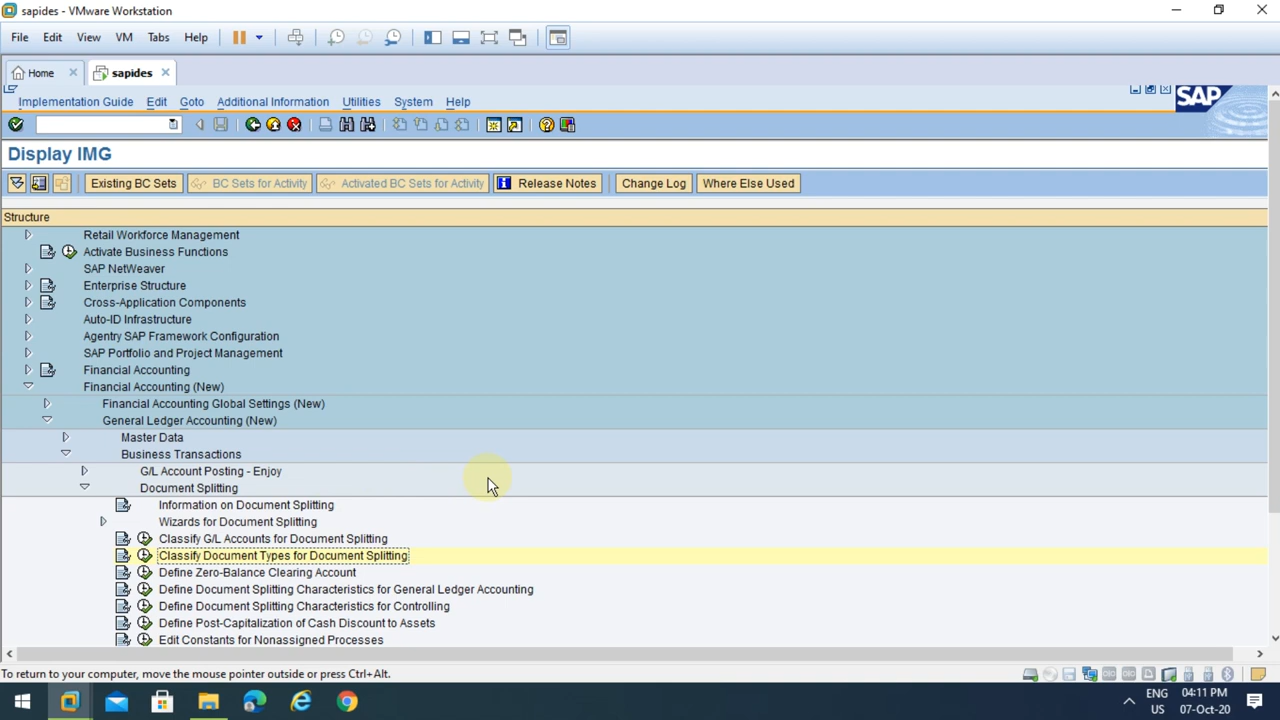 sapides - VMware Workstation
File Edit View VM Tabs Help
Home sapides
Implementation Guide Edit Goto Additional Information Utilities System Help
SAP
Display IMG
Existing BC Sets BC Sets for Activity Activated BC Sets for Activity Release Notes Change Log Where Else Used
Structure
Retail Workforce Management
Activate Business Functions
SAP NetWeaver
Enterprise Structure
Cross-Application Components
Auto-ID Infrastructure
Agentry SAP Framework Configuration
SAP Portfolio and Project Management
Financial Accounting
Financial Accounting (New)
Financial Accounting Global Settings (New)
General Ledger Accounting (New)
Master Data
Business Transactions
G/L Account Posting - Enjoy
Document Splitting
Information on Document Splitting
Wizards for Document Splitting
Classify G/L Accounts for Document Splitting
Classify Document Types for Document Splitting
Define Zero-Balance Clearing Account
Define Document Splitting Characteristics for General Ledger Accounting
Define Document Splitting Characteristics for Controlling
Define Post-Capitalization of Cash Discount to Assets
Edit Constants for Nonassigned Processes
To return to your computer, move the mouse pointer outside or press Ctrl+Alt.
ENG 04:11 PM
US 07-Oct-20